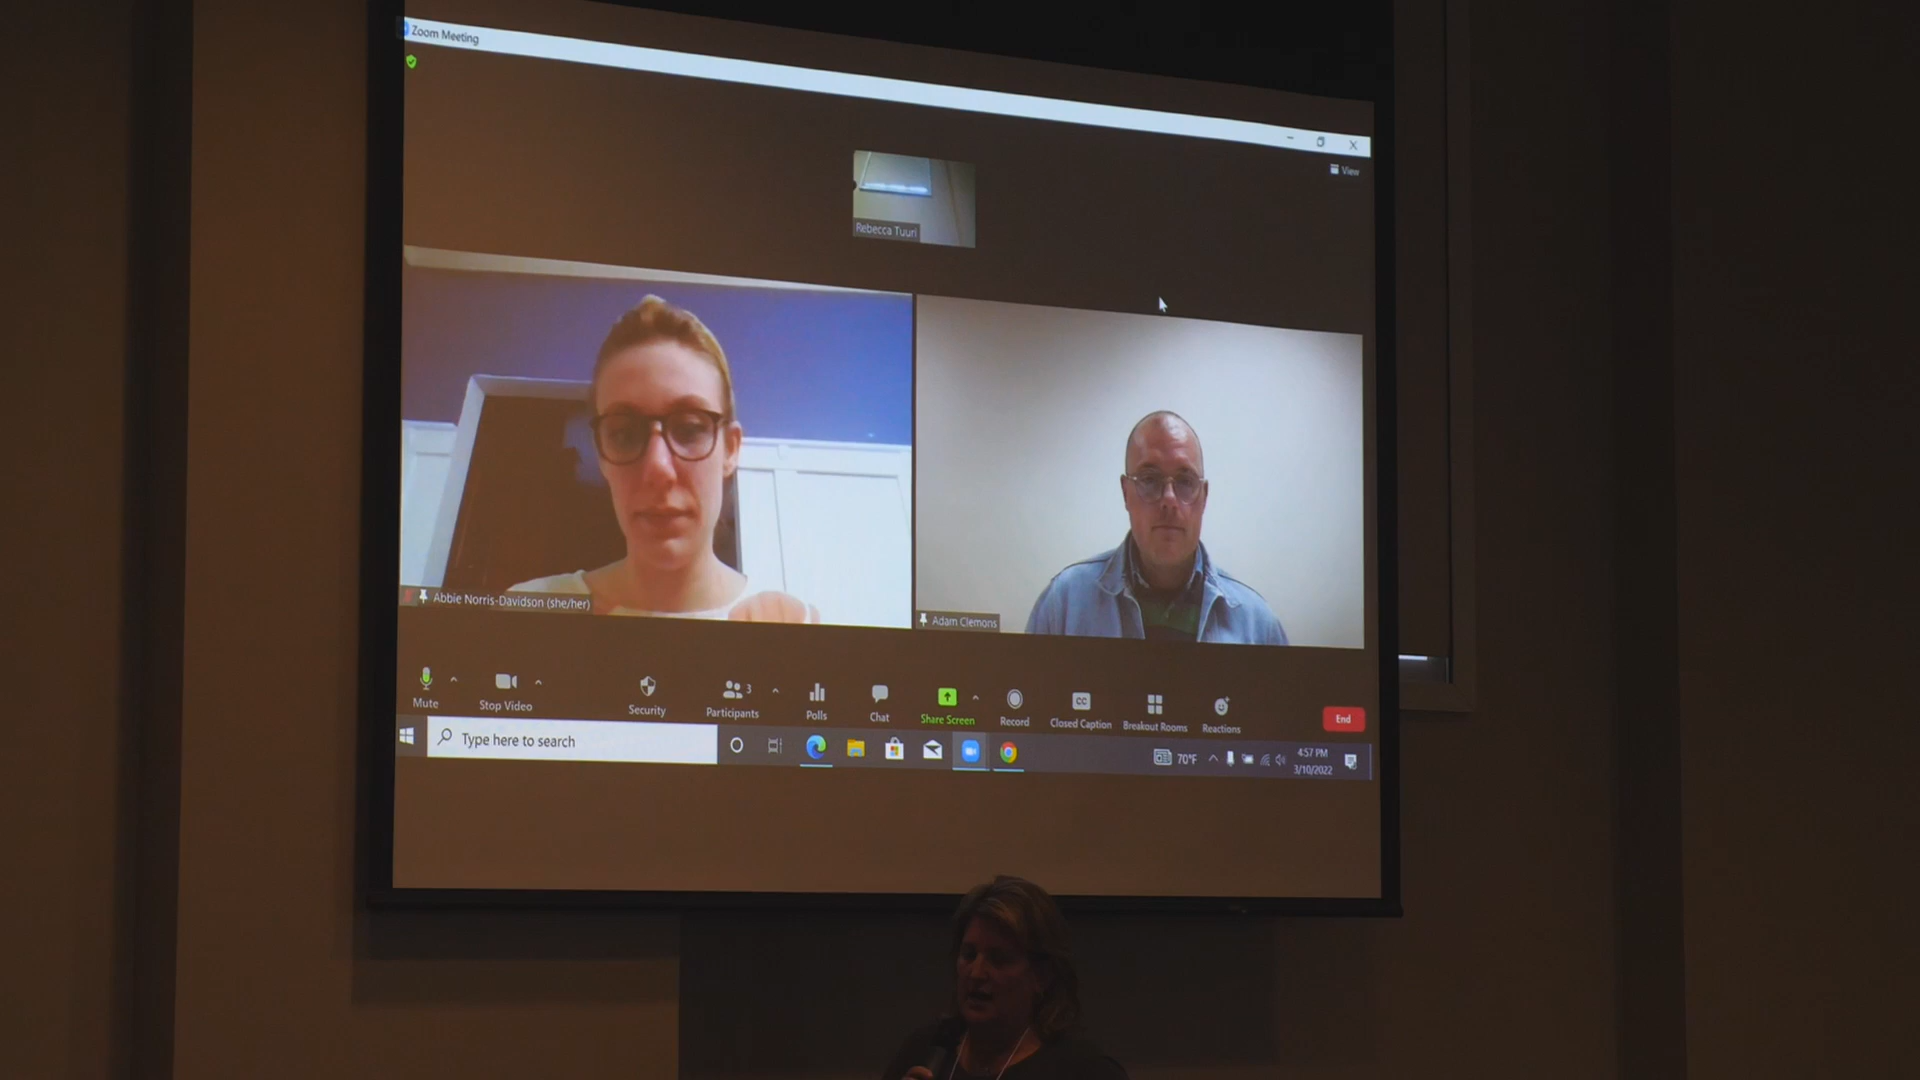 Zoom Meeting
View
Rebecca Tuuri
Abbie Norris-Davidson (she/her)
Adam Clemons
Mute
Stop Video
Security
3
Participants
Polls
Chat
Share Screen
Record
CC
Closed Caption
Breakout Rooms
Reactions
End
Type here to search
70°F
4:57 PM
3/10/2022